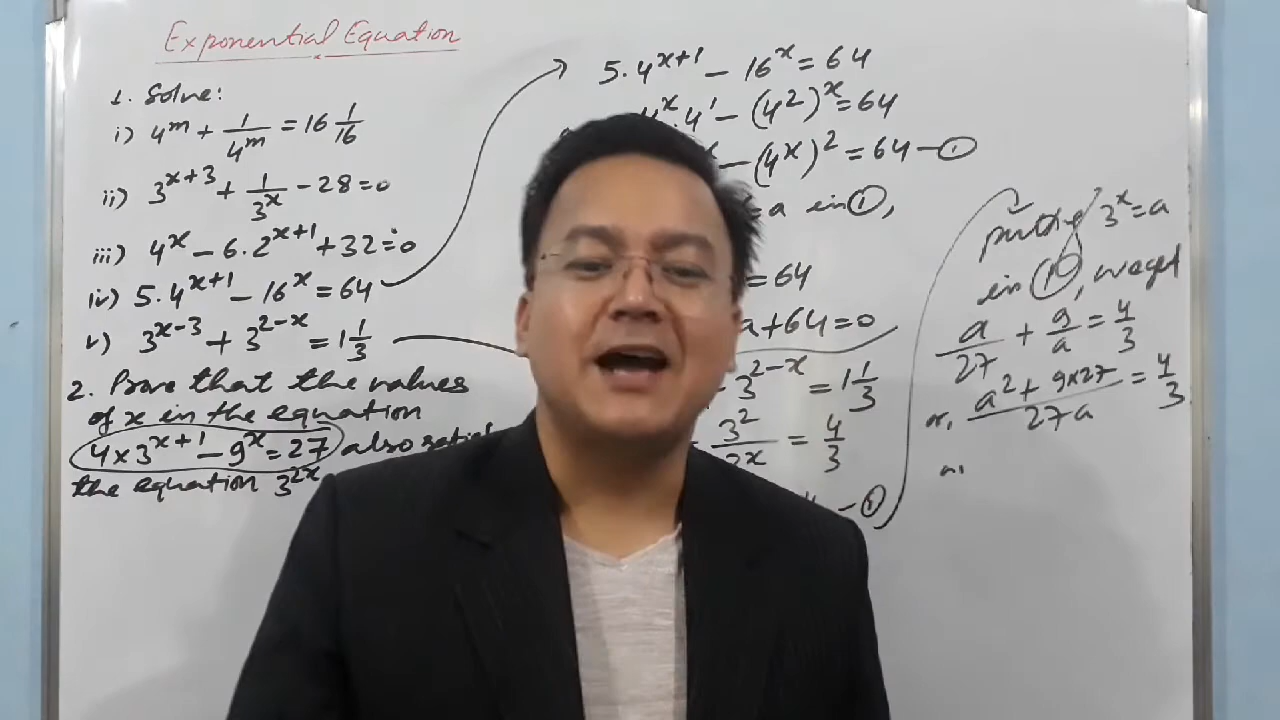 Exponential Equation
1. Solve:
i) 4^m + 1/4^m = 16 1/16
ii) 3^(x+3) + 1/3^x - 28 = 0
iii) 4^x - 6.2^(x+1) + 32 = 0
iv) 5.4^(x+1) - 16^x = 64
v) 3^(x-3) + 3^(2-x) = 1 1/3
2. Prove that the values
of x in the equation
4×3^(x+1) - 9^x = 27 also
the equation 3^(2x)
5.4^(x+1) - 16^x = 64
4^x.4^1 - (4^2)^x = 64
- (4^x)^2 = 64 - ①
= a in ①,
= 64
a + 64 = 0
3^(2-x) = 1 1/3
3^2/ = 4/3
- ①
putting 3^x = a
in ①, we get
a/27 + 9/a = 4/3
or, (a^2 + 9×27)/27a = 4/3